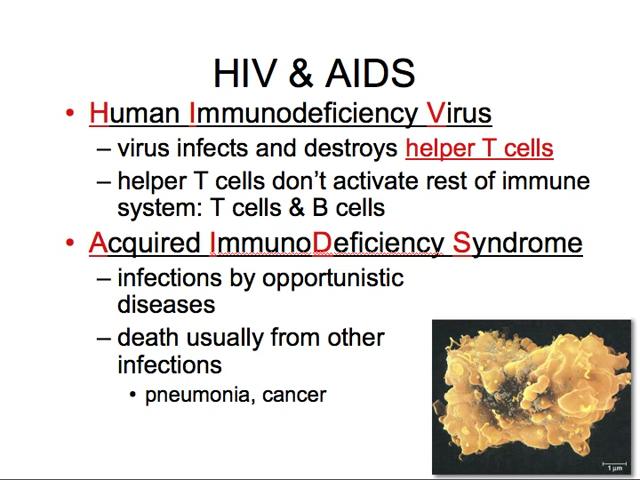 HIV & AIDS
• Human Immunodeficiency Virus
– virus infects and destroys helper T cells
– helper T cells don’t activate rest of immune
system: T cells & B cells
• Acquired ImmunoDeficiency Syndrome
– infections by opportunistic
diseases
– death usually from other
infections
• pneumonia, cancer
1 µm